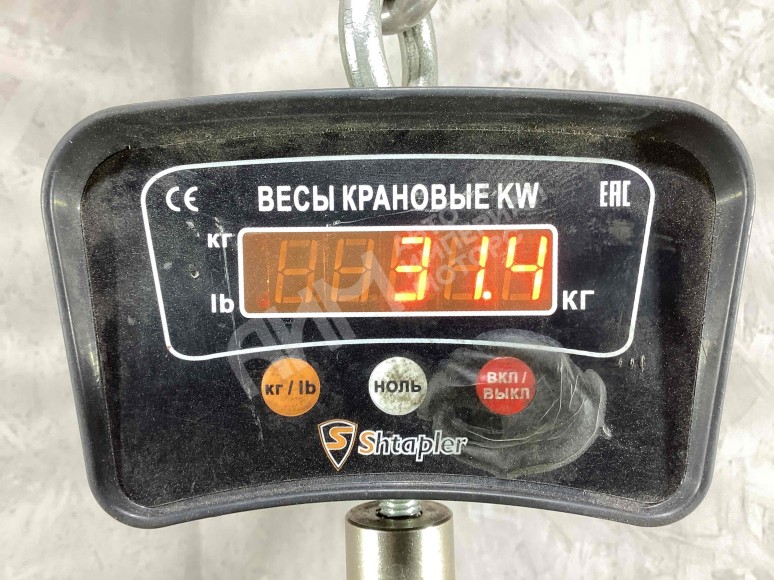 CE ВЕСЫ КРАНОВЫЕ KW EAC
кг
31.4
lb
КГ
кг / lb
НОЛЬ
ВКЛ /
ВЫКЛ
S Shtapler